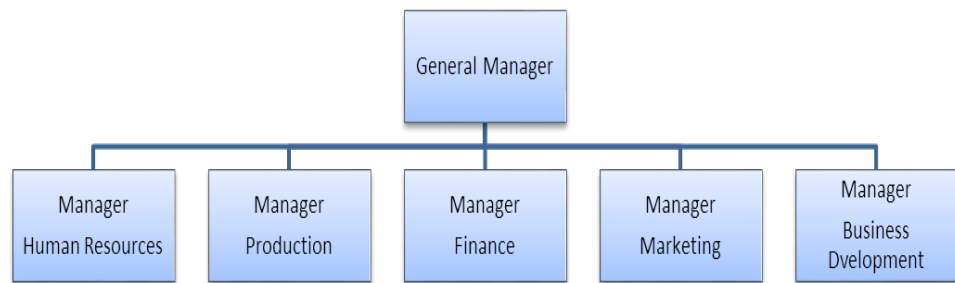 General Manager
Manager
Human Resources
Manager
Production
Manager
Finance
Manager
Marketing
Manager
Business
Dvelopment